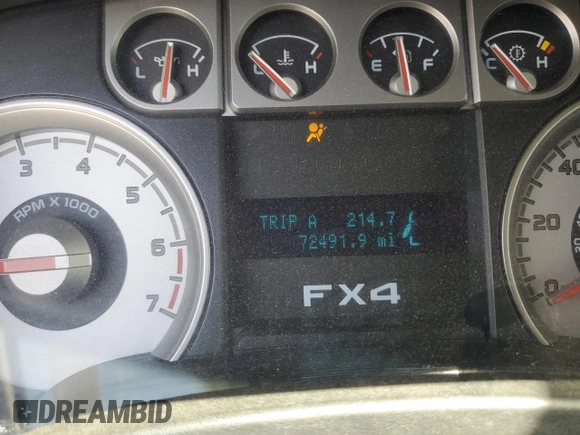 L H
C H
E F
C H
RPM X 1000
3
4
5
6
7
TRIP A 214.7
72491.9 mi
FX4
40
20
0
DREAMBID